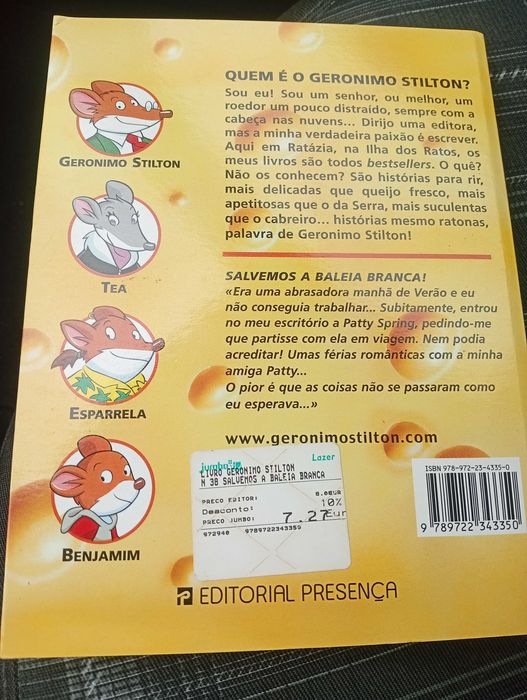 QUEM É O GERONIMO STILTON?
Sou eu! Sou um senhor, ou melhor, um
roedor um pouco distraido, sempre com a
cabeça nas nuvens... Dirijo uma editora,
mas a minha verdadeira paixão é escrever.
Aqui em Ratázia, na Ilha dos Ratos, os
meus livros são todos bestsellers. O quê?
Não os conhecem? São histórias para rir,
mais delicadas que queijo fresco, mais
apetitosas que o da Serra, mais suculentas
que o cabreiro... histórias mesmo ratonas,
palavra de Geronimo Stilton!
GERONIMO STILTON
TEA
ESPARRELA
BENJAMIM
SALVEMOS A BALEIA BRANCA!
«Era uma abrasadora manhã de Verão e eu
não conseguia trabalhar... Subitamente, entrou
no meu escritório a Patty Spring, pedindo-me
que partisse com ela em viagem. Nem podia
acreditar! Umas férias românticas com a minha
amiga Patty...
O pior é que as coisas não se passaram como
eu esperava...»
www.geronimostilton.com
jumbo Lazer
LIVRO GERONIMO STILTON
N 38 SALVEMOS A BALEIA BRANCA
PRECO EDITOR: 8.08EUR
Desconto: 10%
PRECO JUMBO: 7.27Eur
972940 9789722343350
ISBN 978-972-23-4335-0
9 789722 343350
EDITORIAL PRESENÇA